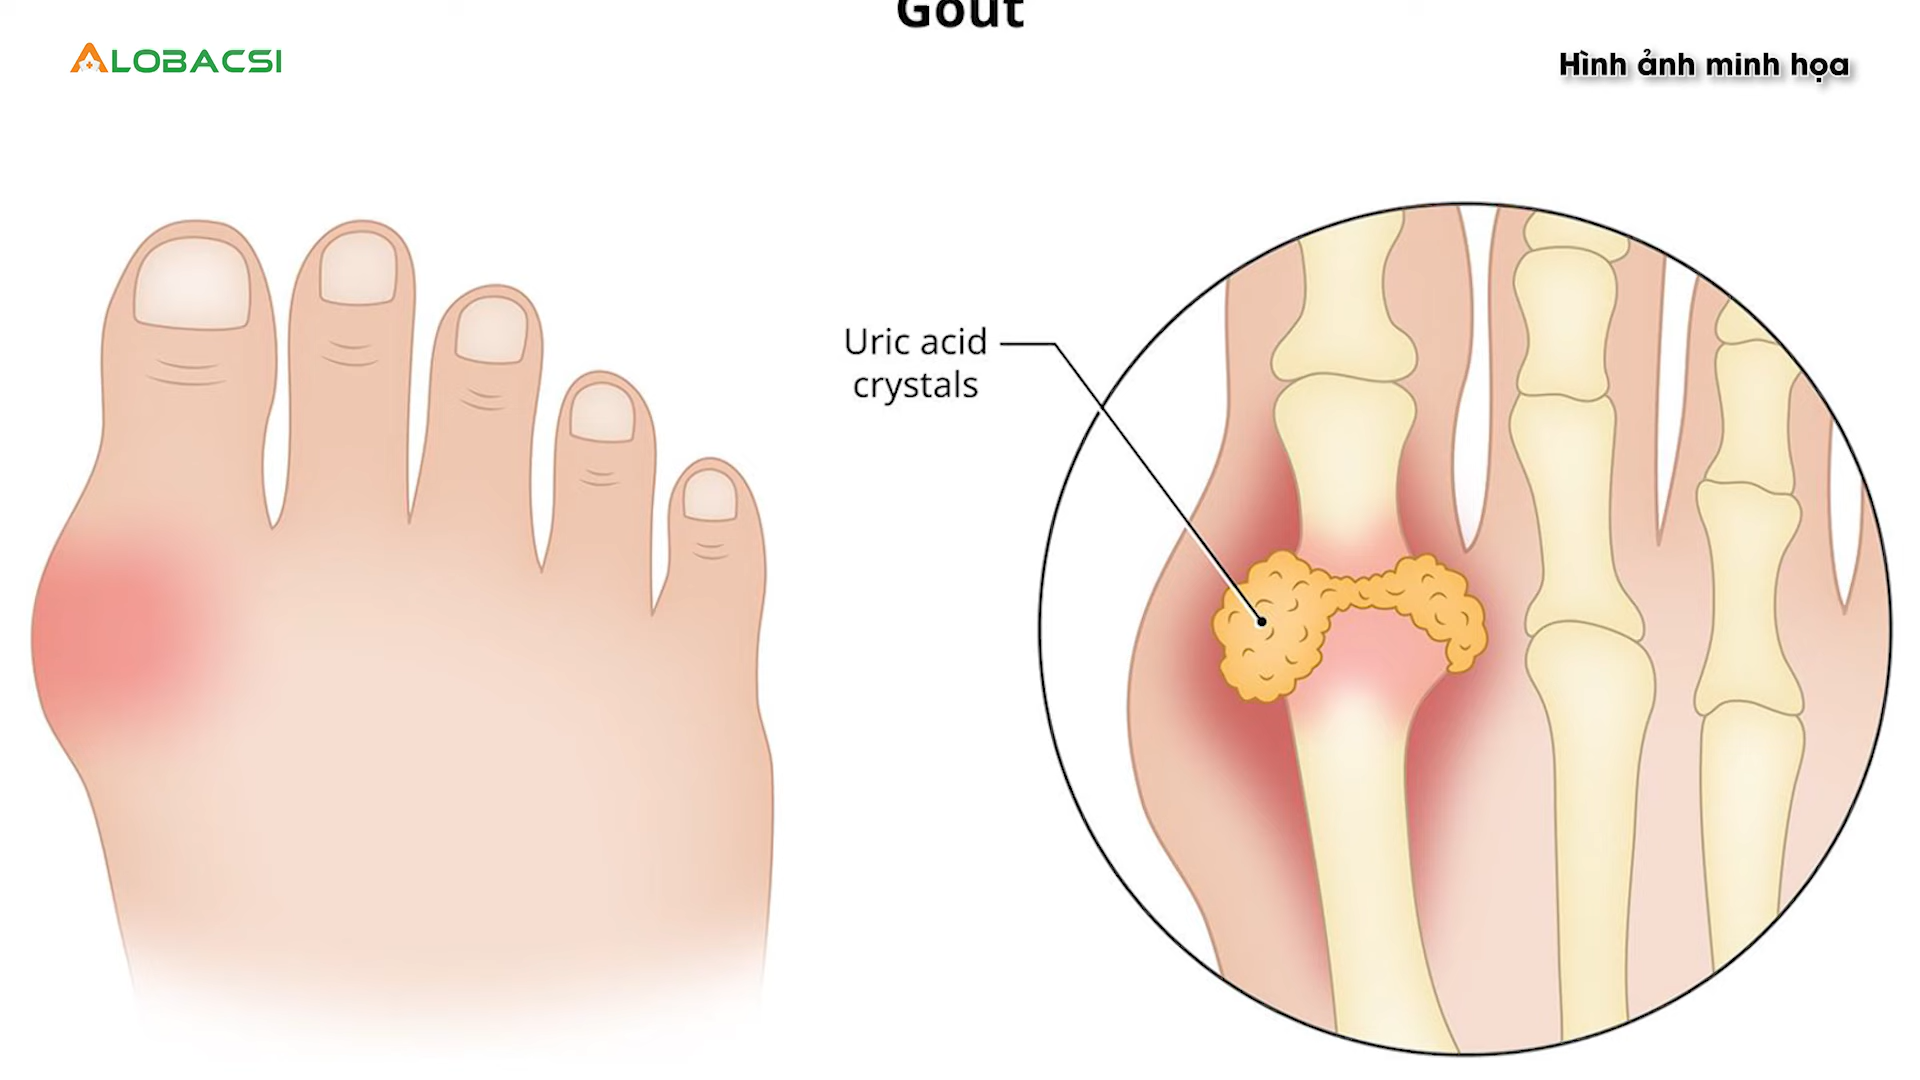 Gout
ALOBACSI
Hình ảnh minh họa
Uric acid
crystals